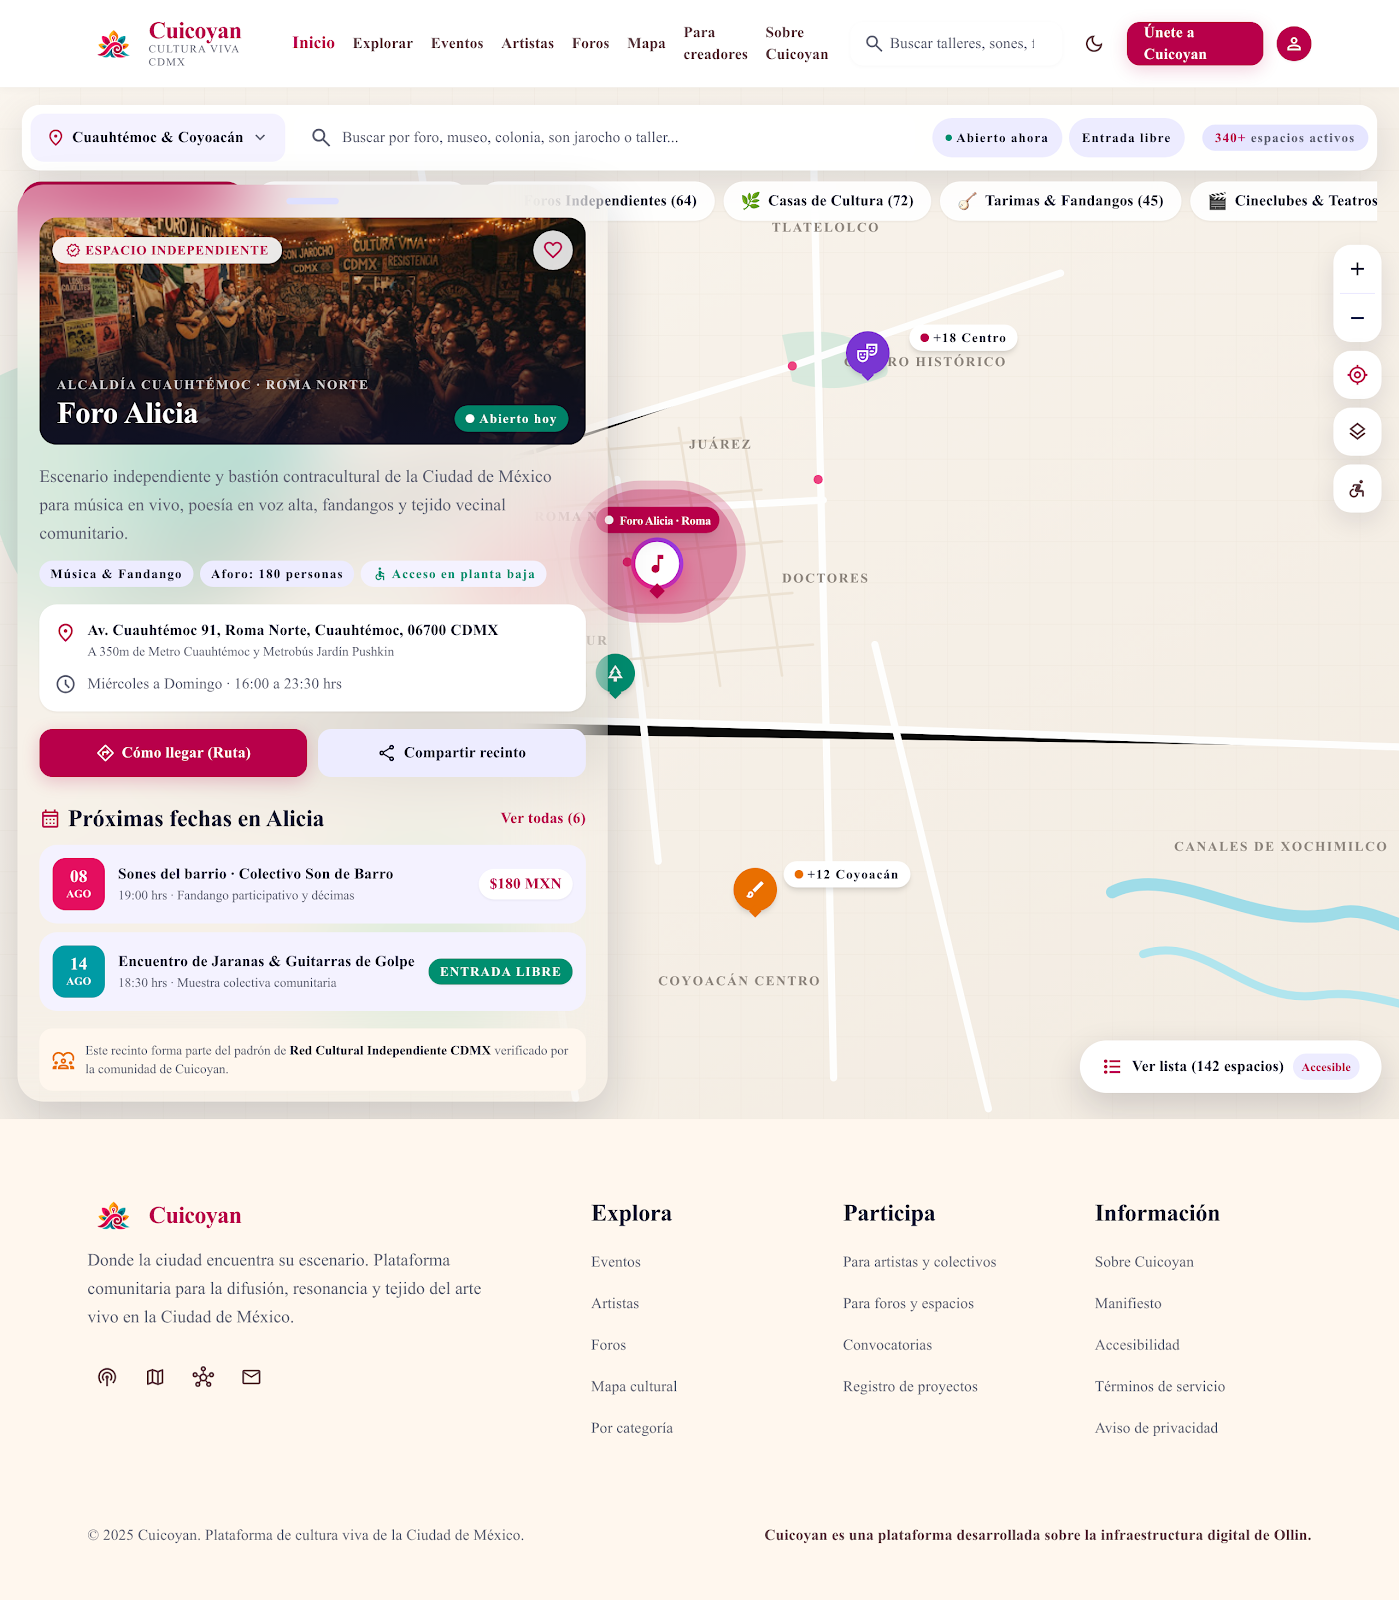 Cuicoyan
CULTURA VIVA
CDMX
Inicio
Explorar
Eventos
Artistas
Foros
Mapa
Para
creadores
Sobre
Cuicoyan
Buscar talleres, sones,
Únete a
Cuicoyan
Cuauhtémoc & Coyoacán
Buscar por foro, museo, colonia, son jarocho o taller...
Abierto ahora
Entrada libre
340+ espacios activos
Foros Independientes (64)
Casas de Cultura (72)
Tarimas & Fandangos (45)
Cineclubes & Teatros
TLATELOLCO
ESPACIO INDEPENDIENTE
FORO ALICIA
SON JAROCHO
CDMX
CULTURA VIVA
RESISTENCIA
ALCALDÍA CUAUHTÉMOC · ROMA NORTE
Foro Alicia
Abierto hoy
Escenario independiente y bastión contracultural de la Ciudad de México
para música en vivo, poesía en voz alta, fandangos y tejido vecinal
comunitario.
Música & Fandango
Aforo: 180 personas
Acceso en planta baja
Av. Cuauhtémoc 91, Roma Norte, Cuauhtémoc, 06700 CDMX
A 350m de Metro Cuauhtémoc y Metrobús Jardín Pushkin
Miércoles a Domingo · 16:00 a 23:30 hrs
Cómo llegar (Ruta)
Compartir recinto
Próximas fechas en Alicia
Ver todas (6)
08
AGO
Sones del barrio · Colectivo Son de Barro
19:00 hrs · Fandango participativo y décimas
$180 MXN
14
AGO
Encuentro de Jaranas & Guitarras de Golpe
18:30 hrs · Muestra colectiva comunitaria
ENTRADA LIBRE
Este recinto forma parte del padrón de Red Cultural Independiente CDMX verificado por
la comunidad de Cuicoyan.
+18 Centro
RO HISTÓRICO
JUÁREZ
ROMA N
Foro Alicia · Roma
DOCTORES
UR
+12 Coyoacán
CANALES DE XOCHIMILCO
COYOACÁN CENTRO
Ver lista (142 espacios)
Accesible
Cuicoyan
Donde la ciudad encuentra su escenario. Plataforma
comunitaria para la difusión, resonancia y tejido del arte
vivo en la Ciudad de México.
Explora
Eventos
Artistas
Foros
Mapa cultural
Por categoría
Participa
Para artistas y colectivos
Para foros y espacios
Convocatorias
Registro de proyectos
Información
Sobre Cuicoyan
Manifiesto
Accesibilidad
Términos de servicio
Aviso de privacidad
© 2025 Cuicoyan. Plataforma de cultura viva de la Ciudad de México.
Cuicoyan es una plataforma desarrollada sobre la infraestructura digital de Ollin.